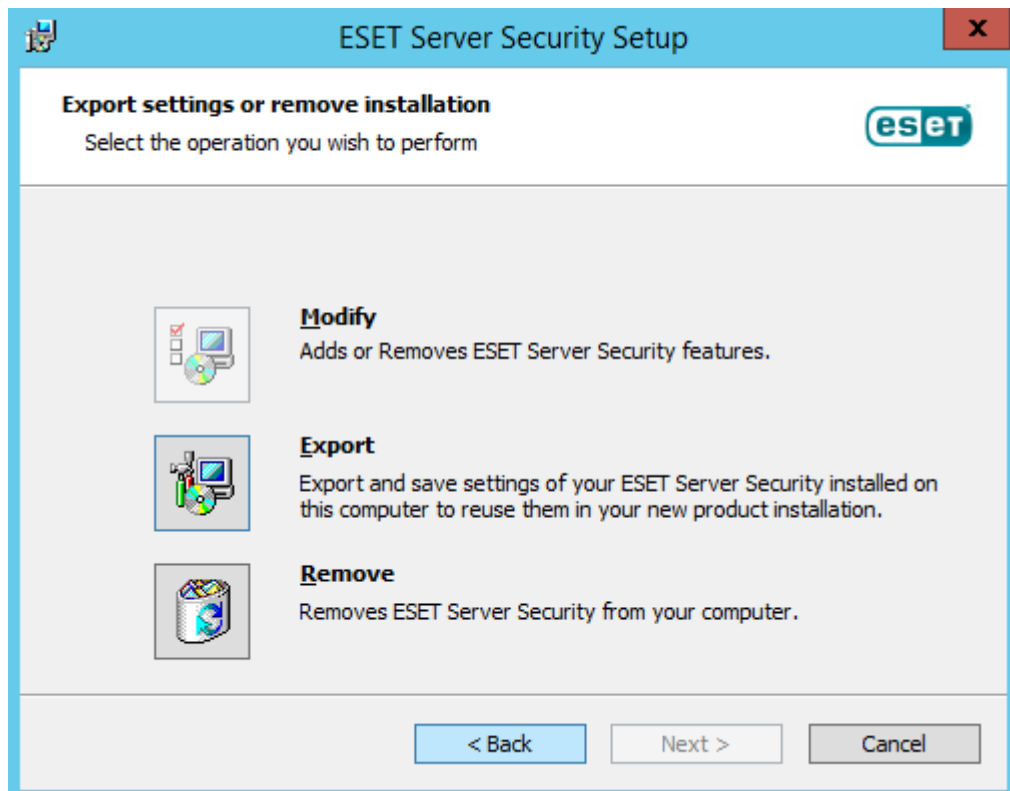 ESET Server Security Setup
x
Export settings or remove installation
Select the operation you wish to perform
eseT
Modify
Adds or Removes ESET Server Security features.
Export
Export and save settings of your ESET Server Security installed on
this computer to reuse them in your new product installation.
Remove
Removes ESET Server Security from your computer.
< Back
Next >
Cancel